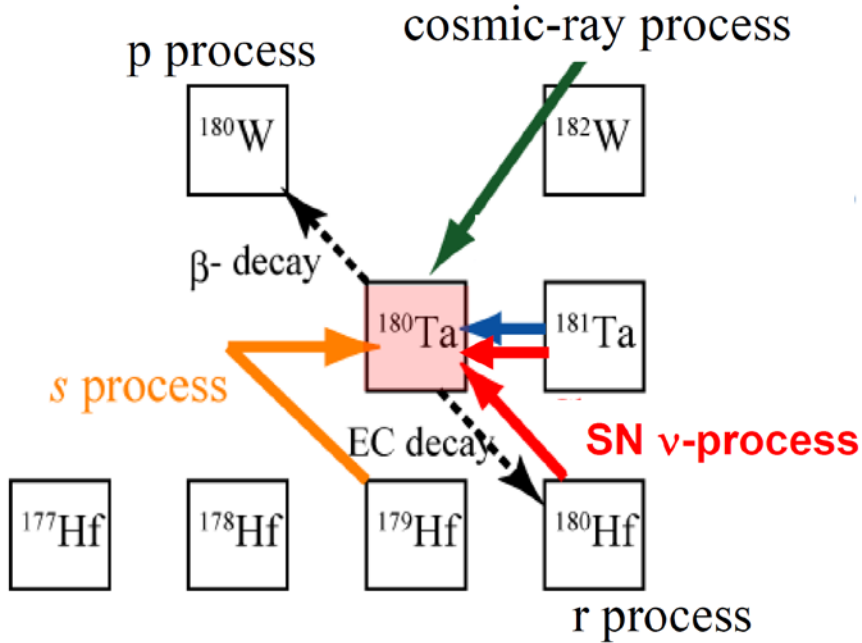 cosmic-ray process
p process
¹⁸⁰W
¹⁸²W
β- decay
¹⁸⁰Ta
¹⁸¹Ta
s process
EC decay
SN ν-process
¹⁷⁷Hf
¹⁷⁸Hf
¹⁷⁹Hf
¹⁸⁰Hf
r process